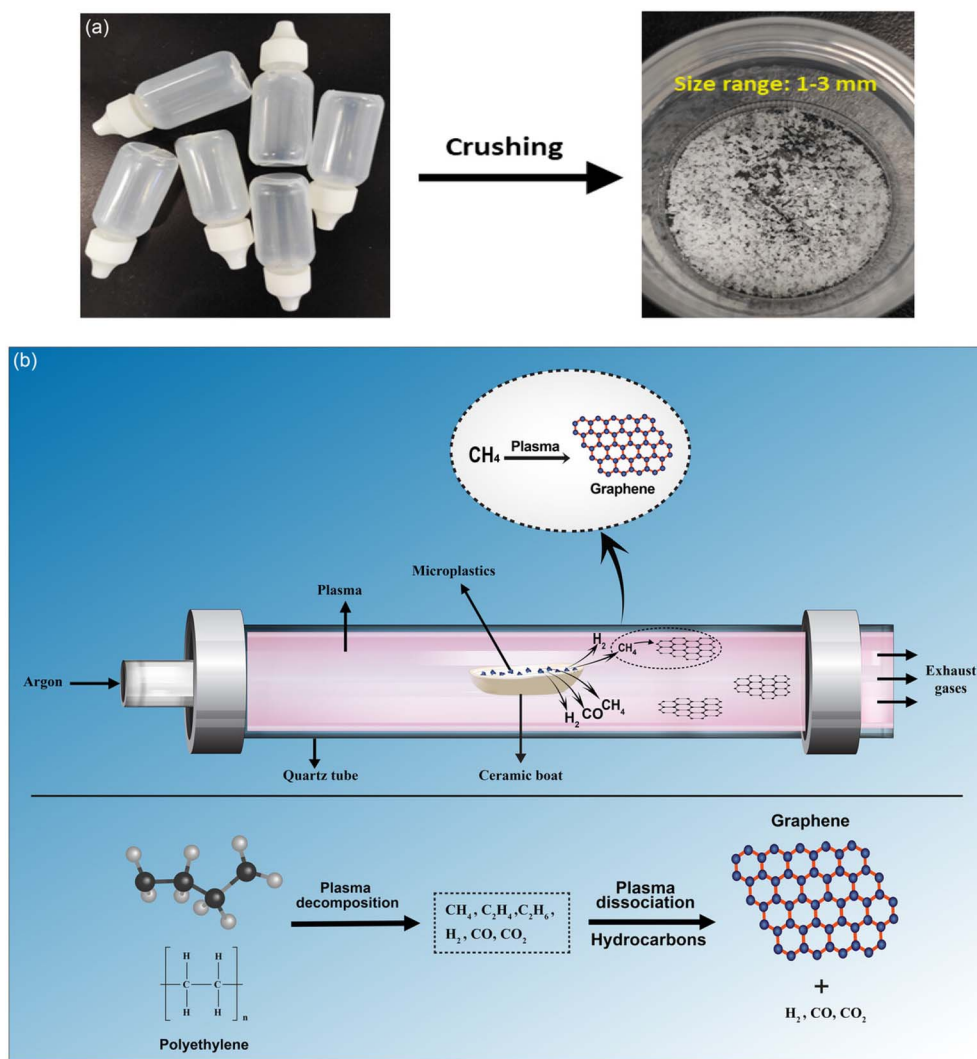 (a)
Crushing
Size range: 1-3 mm
(b)
CH₄
Plasma
Graphene
Microplastics
Plasma
H₂
CH₄
Argon
Exhaust
gases
H₂
CO
CH₄
Quartz tube
Ceramic boat
Graphene
Plasma
decomposition
CH₄, C₂H₄,C₂H₆,
H₂, CO, CO₂
Plasma
dissociation
Hydrocarbons
H H
C C
H H
n
+
H₂, CO, CO₂
Polyethylene